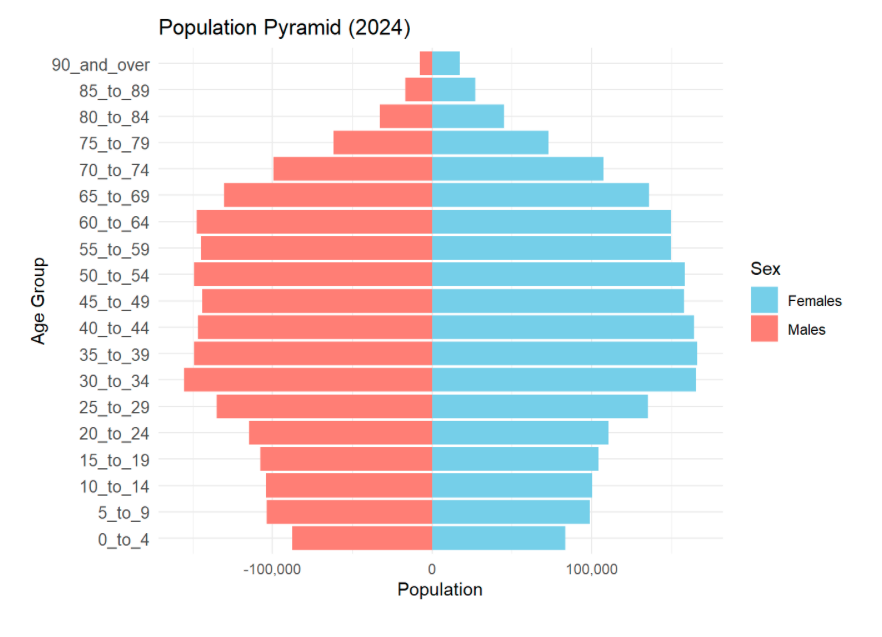 Population Pyramid (2024)
90_and_over
85_to_89
80_to_84
75_to_79
70_to_74
65_to_69
60_to_64
55_to_59
50_to_54
45_to_49
40_to_44
35_to_39
30_to_34
25_to_29
20_to_24
15_to_19
10_to_14
5_to_9
0_to_4
Age Group
-100,000 0 100,000
Population
Sex
Females
Males